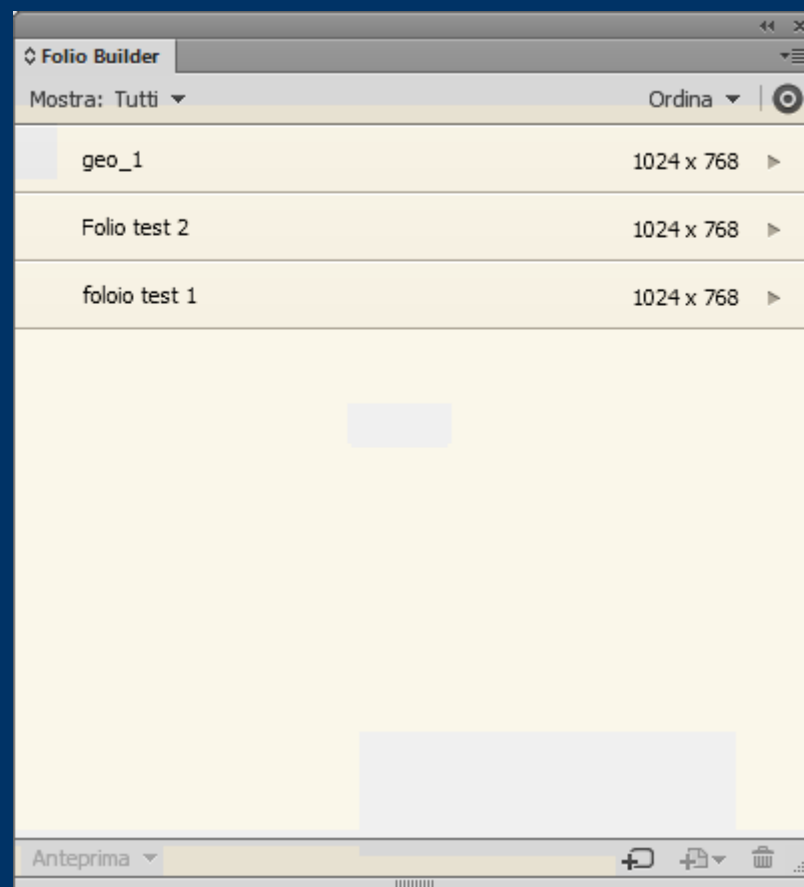 Folio Builder
Mostra: Tutti Ordina
geo_1 1024 x 768
Folio test 2 1024 x 768
foloio test 1 1024 x 768
Anteprima